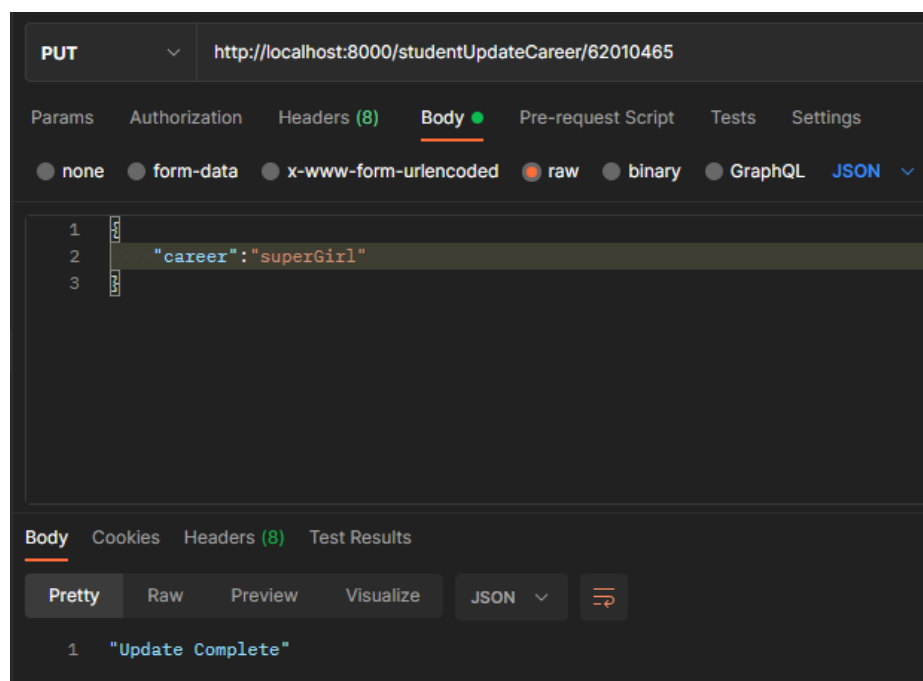 PUT http://localhost:8000/studentUpdateCareer/62010465
Params Authorization Headers (8) Body Pre-request Script Tests Settings
none form-data x-www-form-urlencoded raw binary GraphQL JSON
1 {
2 "career":"superGirl"
3 }
Body Cookies Headers (8) Test Results
Pretty Raw Preview Visualize JSON
1 "Update Complete"